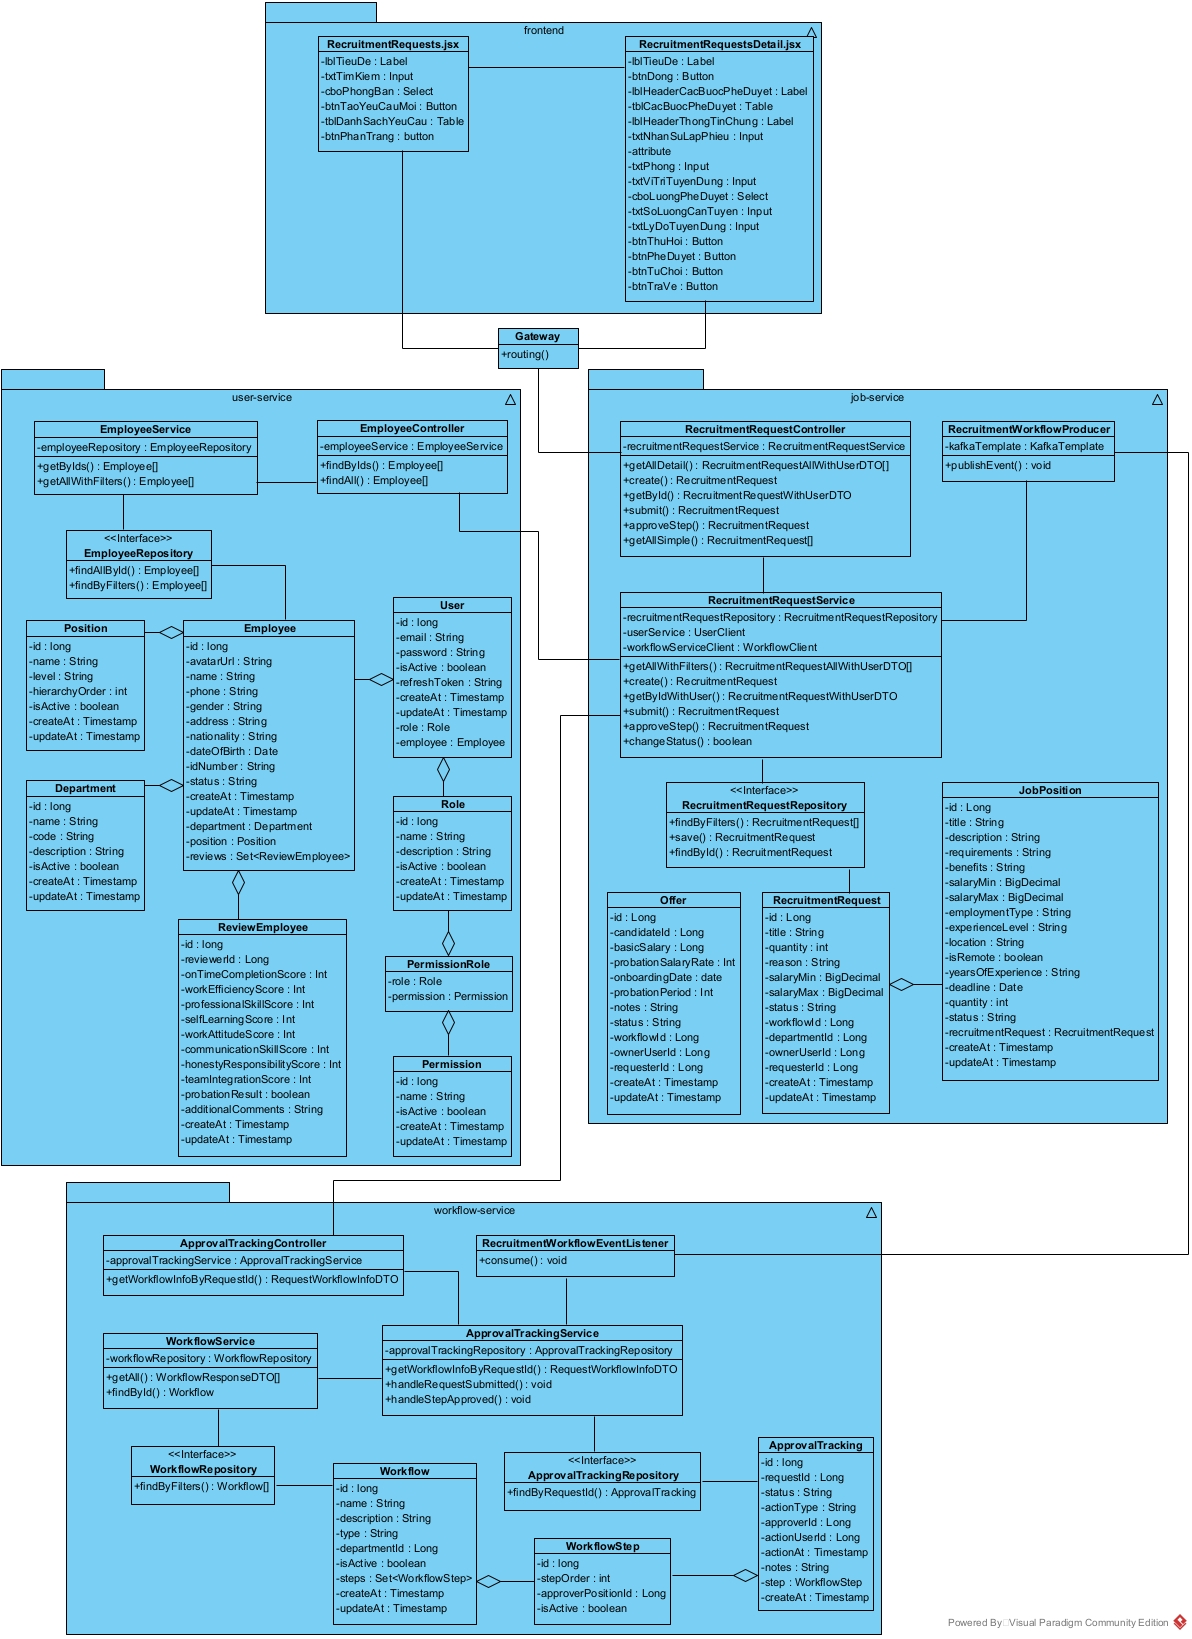 frontend
RecruitmentRequests.jsx
-lblTieuDe : Label
-txtTimKiem : Input
-cboPhongBan : Select
-btnTaoYeuCauMoi : Button
-tblDanhSachYeuCau : Table
-btnPhanTrang : button
RecruitmentRequestsDetail.jsx
-lblTieuDe : Label
-btnDong : Button
-lblHeaderCacBuocPheDuyet : Label
-tblCacBuocPheDuyet : Table
-lblHeaderThongTinChung : Label
-txtNhanSuLapPhieu : Input
-attribute
-txtPhong : Input
-txtViTriTuyenDung : Input
-cboLuongPheDuyet : Select
-txtSoLuongCanTuyen : Input
-txtLyDoTuyenDung : Input
-btnThuHoi : Button
-btnPheDuyet : Button
-btnTuChoi : Button
-btnTraVe : Button
Gateway
+routing()
user-service
EmployeeService
-employeeRepository : EmployeeRepository
+getByIds() : Employee[]
+getAllWithFilters() : Employee[]
EmployeeController
-employeeService : EmployeeService
+findByIds() : Employee[]
+findAll() : Employee[]
<<Interface>>
EmployeeRepository
+findAllById() : Employee[]
+findByFilters() : Employee[]
Position
-id : long
-name : String
-level : String
-hierarchyOrder : int
-isActive : boolean
-createAt : Timestamp
-updateAt : Timestamp
Employee
-id : long
-avatarUrl : String
-name : String
-phone : String
-gender : String
-address : String
-nationality : String
-dateOfBirth : Date
-idNumber : String
-status : String
-createAt : Timestamp
-updateAt : Timestamp
-department : Department
-position : Position
-reviews : Set<ReviewEmployee>
User
-id : long
-email : String
-password : String
-isActive : boolean
-refreshToken : String
-createAt : Timestamp
-updateAt : Timestamp
-role : Role
-employee : Employee
Department
-id : long
-name : String
-code : String
-description : String
-isActive : boolean
-createAt : Timestamp
-updateAt : Timestamp
Role
-id : long
-name : String
-description : String
-isActive : boolean
-createAt : Timestamp
-updateAt : Timestamp
ReviewEmployee
-id : long
-reviewerId : Long
-onTimeCompletionScore : Int
-workEfficiencyScore : Int
-professionalSkillScore : Int
-selfLearningScore : Int
-workAttitudeScore : Int
-communicationSkillScore : Int
-honestyResponsibilityScore : Int
-teamIntegrationScore : Int
-probationResult : boolean
-additionalComments : String
-createAt : Timestamp
-updateAt : Timestamp
PermissionRole
-role : Role
-permission : Permission
Permission
-id : long
-name : String
-isActive : boolean
-createAt : Timestamp
-updateAt : Timestamp
job-service
RecruitmentRequestController
-recruitmentRequestService : RecruitmentRequestService
+getAllDetail() : RecruitmentRequestAllWithUserDTO[]
+create() : RecruitmentRequest
+getById() : RecruitmentRequestWithUserDTO
+submit() : RecruitmentRequest
+approveStep() : RecruitmentRequest
+getAllSimple() : RecruitmentRequest[]
RecruitmentWorkflowProducer
-kafkaTemplate : KafkaTemplate
+publishEvent() : void
RecruitmentRequestService
-recruitmentRequestRepository : RecruitmentRequestRepository
-userService : UserClient
-workflowServiceClient : WorkflowClient
+getAllWithFilters() : RecruitmentRequestAllWithUserDTO[]
+create() : RecruitmentRequest
+getByIdWithUser() : RecruitmentRequestWithUserDTO
+submit() : RecruitmentRequest
+approveStep() : RecruitmentRequest
+changeStatus() : boolean
<<Interface>>
RecruitmentRequestRepository
+findByFilters() : RecruitmentRequest[]
+save() : RecruitmentRequest
+findById() : RecruitmentRequest
JobPosition
-id : Long
-title : String
-description : String
-requirements : String
-benefits : String
-salaryMin : BigDecimal
-salaryMax : BigDecimal
-employmentType : String
-experienceLevel : String
-location : String
-isRemote : boolean
-yearsOfExperience : String
-deadline : Date
-quantity : int
-status : String
-recruitmentRequest : RecruitmentRequest
-createAt : Timestamp
-updateAt : Timestamp
Offer
-id : Long
-candidateId : Long
-basicSalary : Long
-probationSalaryRate : Int
-onboardingDate : date
-probationPeriod : Int
-notes : String
-status : String
-workflowId : Long
-ownerUserId : Long
-requesterId : Long
-createAt : Timestamp
-updateAt : Timestamp
RecruitmentRequest
-id : Long
-title : String
-quantity : int
-reason : String
-salaryMin : BigDecimal
-salaryMax : BigDecimal
-status : String
-workflowId : Long
-departmentId : Long
-ownerUserId : Long
-requesterId : Long
-createAt : Timestamp
-updateAt : Timestamp
workflow-service
ApprovalTrackingController
-approvalTrackingService : ApprovalTrackingService
+getWorkflowInfoByRequestId() : RequestWorkflowInfoDTO
RecruitmentWorkflowEventListener
+consume() : void
WorkflowService
-workflowRepository : WorkflowRepository
+getAll() : WorkflowResponseDTO[]
+findById() : Workflow
ApprovalTrackingService
-approvalTrackingRepository : ApprovalTrackingRepository
+getWorkflowInfoByRequestId() : RequestWorkflowInfoDTO
+handleRequestSubmitted() : void
+handleStepApproved() : void
<<Interface>>
WorkflowRepository
+findByFilters() : Workflow[]
Workflow
-id : long
-name : String
-description : String
-type : String
-departmentId : Long
-isActive : boolean
-steps : Set<WorkflowStep>
-createAt : Timestamp
-updateAt : Timestamp
<<Interface>>
ApprovalTrackingRepository
+findByRequestId() : ApprovalTracking
WorkflowStep
-id : long
-stepOrder : int
-approverPositionId : Long
-isActive : boolean
ApprovalTracking
-id : long
-requestId : Long
-status : String
-actionType : String
-approverId : Long
-actionUserId : Long
-actionAt : Timestamp
-notes : String
-step : WorkflowStep
-createAt : Timestamp
Powered By Visual Paradigm Community Edition